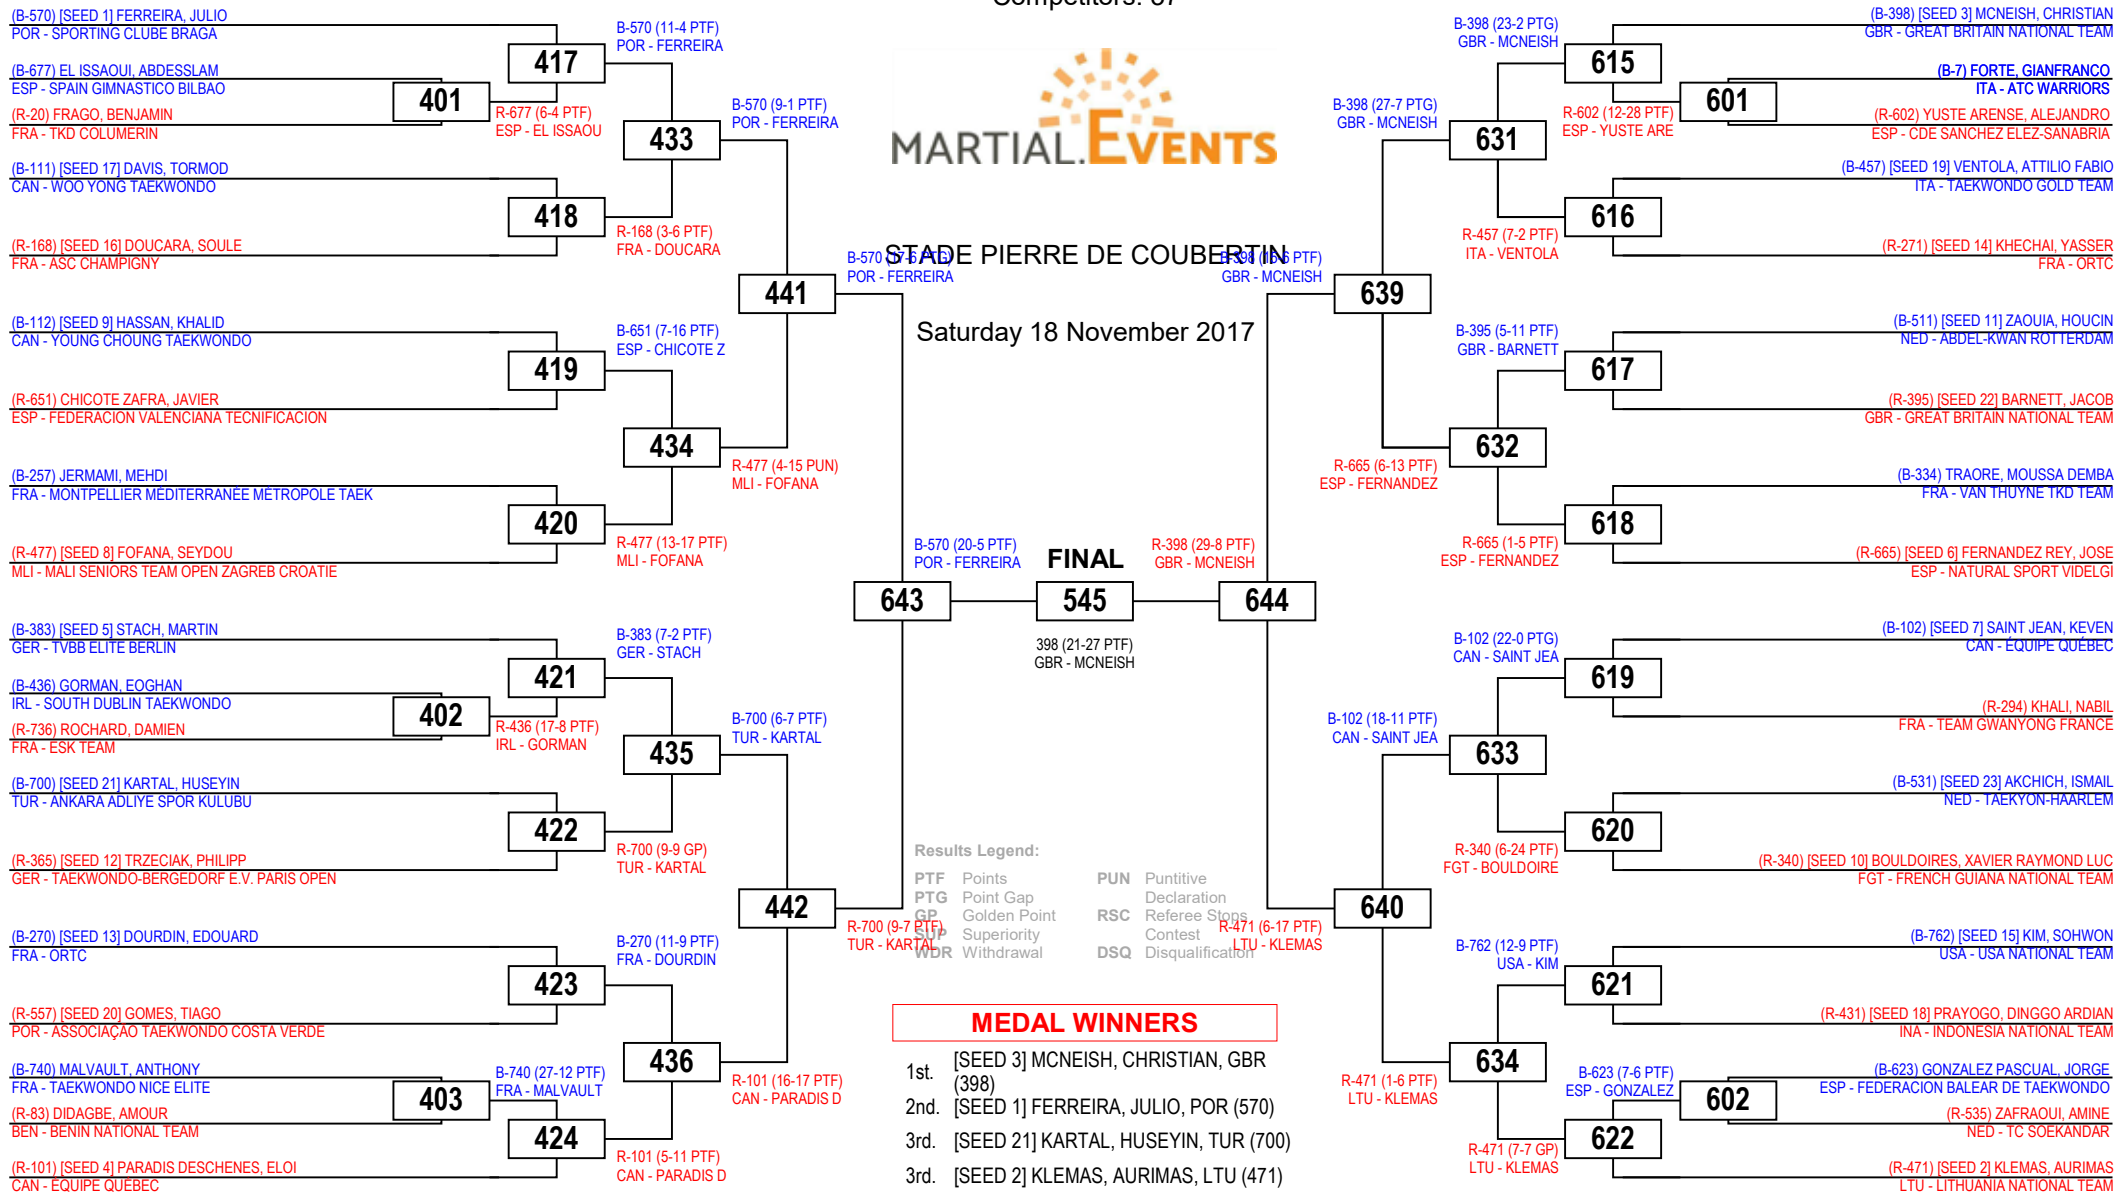 Competitors: 37
(B-570) [SEED 1] FERREIRA, JULIO
POR - SPORTING CLUBE BRAGA
(B-677) EL ISSAOUI, ABDESSLAM
ESP - SPAIN GIMNASTICO BILBAO
(R-20) FRAGO, BENJAMIN
FRA - TKD COLUMERIN
(B-111) [SEED 17] DAVIS, TORMOD
CAN - WOO YONG TAEKWONDO
(R-168) [SEED 16] DOUCARA, SOULE
FRA - ASC CHAMPIGNY
(B-112) [SEED 9] HASSAN, KHALID
CAN - YOUNG CHOUNG TAEKWONDO
(R-651) CHICOTE ZAFRA, JAVIER
ESP - FEDERACION VALENCIANA TECNIFICACION
(B-257) JERMAMI, MEHDI
FRA - MONTPELLIER MÉDITERRANÉE MÉTROPOLE TAEK
(R-477) [SEED 8] FOFANA, SEYDOU
MLI - MALI SENIORS TEAM OPEN ZAGREB CROATIE
(B-383) [SEED 5] STACH, MARTIN
GER - TVBB ELITE BERLIN
(B-436) GORMAN, EOGHAN
IRL - SOUTH DUBLIN TAEKWONDO
(R-736) ROCHARD, DAMIEN
FRA - ESK TEAM
(B-700) [SEED 21] KARTAL, HUSEYIN
TUR - ANKARA ADLIYE SPOR KULUBU
(R-365) [SEED 12] TRZECIAK, PHILIPP
GER - TAEKWONDO-BERGEDORF E.V. PARIS OPEN
(B-270) [SEED 13] DOURDIN, EDOUARD
FRA - ORTC
(R-557) [SEED 20] GOMES, TIAGO
POR - ASSOCIAÇÃO TAEKWONDO COSTA VERDE
(B-740) MALVAULT, ANTHONY
FRA - TAEKWONDO NICE ELITE
(R-83) DIDAGBE, AMOUR
BEN - BENIN NATIONAL TEAM
(R-101) [SEED 4] PARADIS DESCHENES, ELOI
CAN - ÉQUIPE QUÉBEC
401
R-677 (6-4 PTF)
ESP - EL ISSAOU
402
R-436 (17-8 PTF)
IRL - GORMAN
403
B-740 (27-12 PTF)
FRA - MALVAULT
417
B-570 (11-4 PTF)
POR - FERREIRA
418
R-168 (3-6 PTF)
FRA - DOUCARA
419
B-651 (7-16 PTF)
ESP - CHICOTE Z
420
R-477 (13-17 PTF)
MLI - FOFANA
421
B-383 (7-2 PTF)
GER - STACH
422
R-700 (9-9 GP)
TUR - KARTAL
423
B-270 (11-9 PTF)
FRA - DOURDIN
424
R-101 (5-11 PTF)
CAN - PARADIS D
433
B-570 (9-1 PTF)
POR - FERREIRA
434
R-477 (4-15 PUN)
MLI - FOFANA
435
B-700 (6-7 PTF)
TUR - KARTAL
436
R-101 (16-17 PTF)
CAN - PARADIS D
441
B-570 (17-6 PTG)
POR - FERREIRA
442
R-700 (9-7 PTF)
TUR - KARTAL
643
B-570 (20-5 PTF)
POR - FERREIRA
MARTIAL.EVENTS
STADE PIERRE DE COUBERTIN
Saturday 18 November 2017
FINAL
545
398 (21-27 PTF)
GBR - MCNEISH
R-398 (29-8 PTF)
GBR - MCNEISH
644
Results Legend:
PTF Points
PTG Point Gap
GP Golden Point
SUP Superiority
WDR Withdrawal
PUN Puntitive
Declaration
RSC Referee Stops
Contest
DSQ Disqualification
MEDAL WINNERS
1st. [SEED 3] MCNEISH, CHRISTIAN, GBR
(398)
2nd. [SEED 1] FERREIRA, JULIO, POR (570)
3rd. [SEED 21] KARTAL, HUSEYIN, TUR (700)
3rd. [SEED 2] KLEMAS, AURIMAS, LTU (471)
GBR - MCNEISH
639
R-471 (6-17 PTF)
LTU - KLEMAS
640
B-398 (27-7 PTG)
GBR - MCNEISH
631
R-665 (6-13 PTF)
ESP - FERNANDEZ
632
B-102 (18-11 PTF)
CAN - SAINT JEA
633
R-471 (1-6 PTF)
LTU - KLEMAS
634
B-398 (23-2 PTG)
GBR - MCNEISH
615
R-457 (7-2 PTF)
ITA - VENTOLA
616
B-395 (5-11 PTF)
GBR - BARNETT
617
R-665 (1-5 PTF)
ESP - FERNANDEZ
618
B-102 (22-0 PTG)
CAN - SAINT JEA
619
R-340 (6-24 PTF)
FGT - BOULDOIRE
620
B-762 (12-9 PTF)
USA - KIM
621
R-471 (7-7 GP)
LTU - KLEMAS
622
R-602 (12-28 PTF)
ESP - YUSTE ARE
601
B-623 (7-6 PTF)
ESP - GONZALEZ
602
(B-398) [SEED 3] MCNEISH, CHRISTIAN
GBR - GREAT BRITAIN NATIONAL TEAM
(B-7) FORTE, GIANFRANCO
ITA - ATC WARRIORS
(R-602) YUSTE ARENSE, ALEJANDRO
ESP - CDE SANCHEZ ELEZ-SANABRIA
(B-457) [SEED 19] VENTOLA, ATTILIO FABIO
ITA - TAEKWONDO GOLD TEAM
(R-271) [SEED 14] KHECHAI, YASSER
FRA - ORTC
(B-511) [SEED 11] ZAOUIA, HOUCIN
NED - ABDEL-KWAN ROTTERDAM
(R-395) [SEED 22] BARNETT, JACOB
GBR - GREAT BRITAIN NATIONAL TEAM
(B-334) TRAORE, MOUSSA DEMBA
FRA - VAN THUYNE TKD TEAM
(R-665) [SEED 6] FERNANDEZ REY, JOSE
ESP - NATURAL SPORT VIDELGI
(B-102) [SEED 7] SAINT JEAN, KEVEN
CAN - ÉQUIPE QUÉBEC
(R-294) KHALI, NABIL
FRA - TEAM GWANYONG FRANCE
(B-531) [SEED 23] AKCHICH, ISMAIL
NED - TAEKYON-HAARLEM
(R-340) [SEED 10] BOULDOIRES, XAVIER RAYMOND LUC
FGT - FRENCH GUIANA NATIONAL TEAM
(B-762) [SEED 15] KIM, SOHWON
USA - USA NATIONAL TEAM
(R-431) [SEED 18] PRAYOGO, DINGGO ARDIAN
INA - INDONESIA NATIONAL TEAM
(B-623) GONZALEZ PASCUAL, JORGE
ESP - FEDERACION BALEAR DE TAEKWONDO
(R-535) ZAFRAOUI, AMINE
NED - TC SOEKANDAR
(R-471) [SEED 2] KLEMAS, AURIMAS
LTU - LITHUANIA NATIONAL TEAM